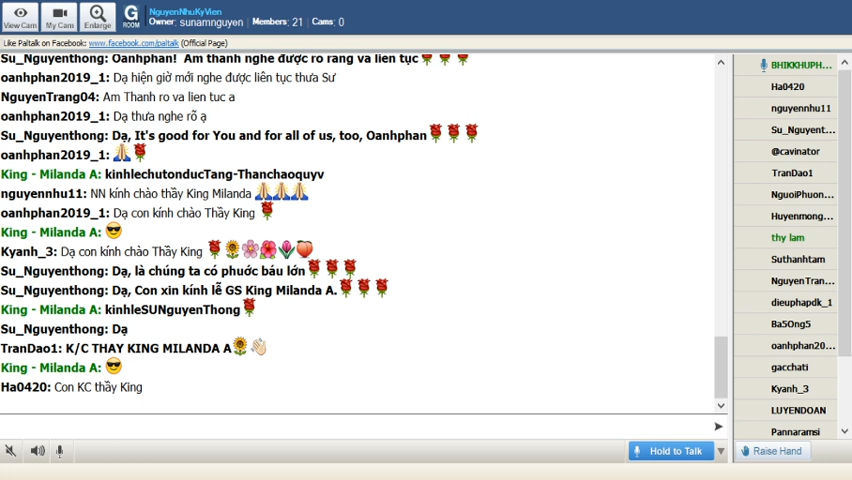 View Cam
My Cam
Enlarge
G
ROOM
NguyenNhuKyVien
Owner: sunamnguyen Members: 21 Cams: 0
Like Paltalk on Facebook: www.facebook.com/paltalk (Official Page)
Su_Nguyenthong: Oanhphan! Am thanh nghe được ro rang va lien tục
oanhphan2019_1: Dạ hiện giờ mới nghe được liên tục thưa Sư
NguyenTrang04: Am Thanh ro va lien tuc a
oanhphan2019_1: Dạ thưa nghe rõ ạ
Su_Nguyenthong: Dạ, It's good for You and for all of us, too, Oanhphan
oanhphan2019_1:
King - Milanda A: kinhlechutonducTang-Thanchaoquyv
nguyennhu11: NN kính chào thầy King Milanda
oanhphan2019_1: Dạ con kính chào Thầy King
King - Milanda A:
Kyanh_3: Dạ con kính chào Thầy King
Su_Nguyenthong: Dạ, là chúng ta có phước báu lớn
Su_Nguyenthong: Dạ, Con xin kính lễ GS King Milanda A.
King - Milanda A: kinhleSUNguyenThong
Su_Nguyenthong: Dạ
TranDao1: K/C THAY KING MILANDA A
King - Milanda A:
Ha0420: Con KC thầy King
Hold to Talk
BHIKKHUPH...
Ha0420
nguyennhu11
Su_Nguyent...
@cavinator
TranDao1
NguoiPhuon...
Huyenmong...
thy lam
Suthanhtam
NguyenTran...
dieuphapdk_1
Ba5Ong5
oanhphan20...
gacchati
Kyanh_3
LUYENDOAN
Pannaramsi
Raise Hand